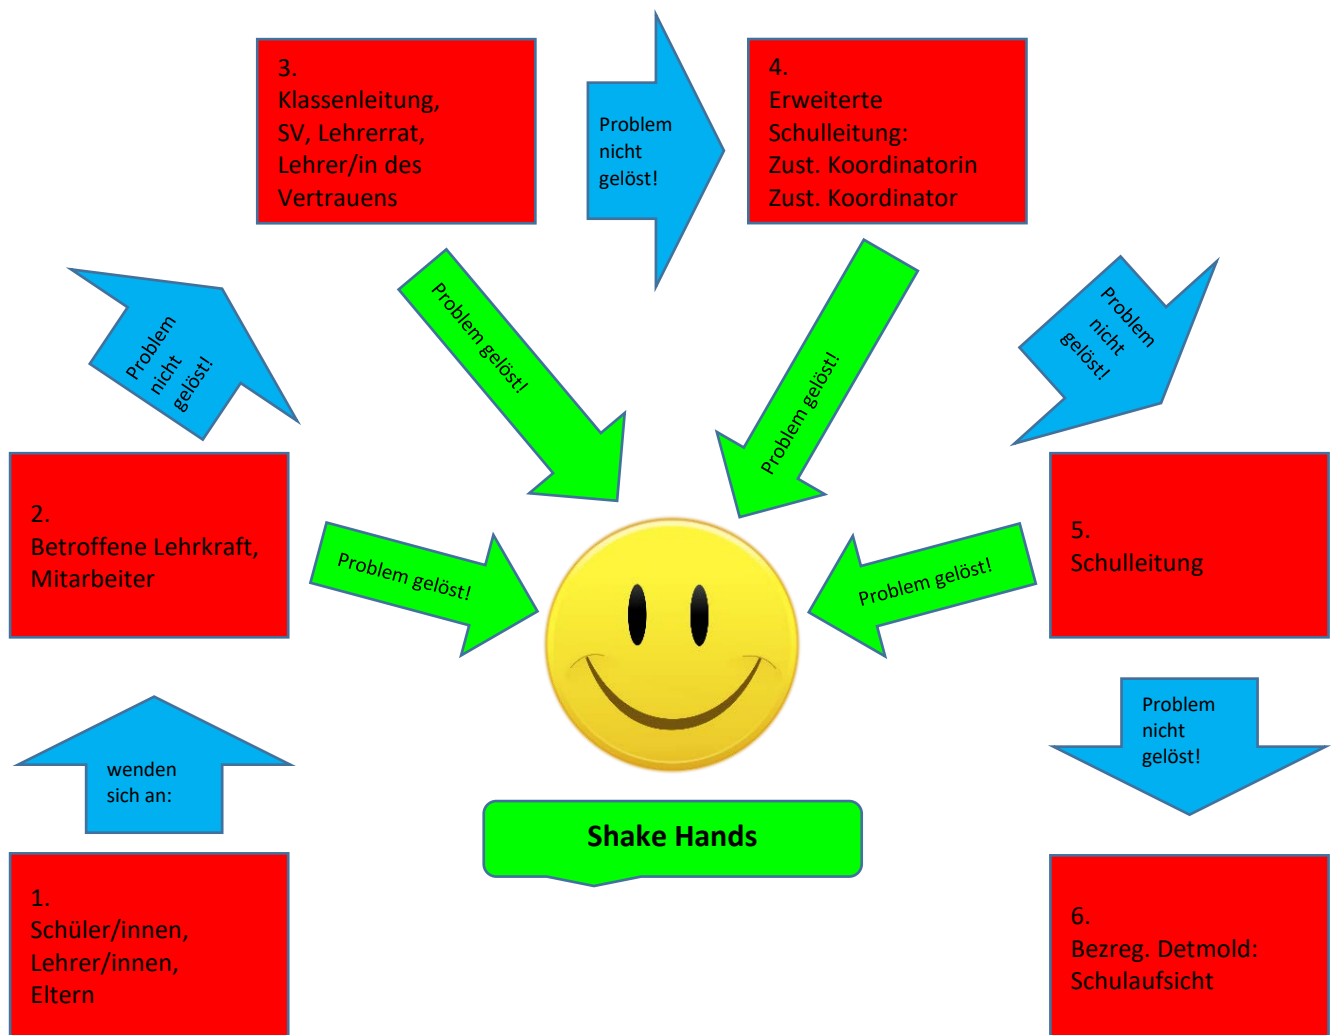 3.
Klassenleitung,
SV, Lehrerrat,
Lehrer/in des
Vertrauens
Problem
nicht
gelöst!
4.
Erweiterte
Schulleitung:
Zust. Koordinatorin
Zust. Koordinator
Problem
nicht
gelöst!
Problem gelöst!
Problem gelöst!
Problem
nicht
gelöst!
2.
Betroffene Lehrkraft,
Mitarbeiter
Problem gelöst!
Problem gelöst!
5.
Schulleitung
wenden
sich an:
Problem
nicht
gelöst!
Shake Hands
1.
Schüler/innen,
Lehrer/innen,
Eltern
6.
Bezreg. Detmold:
Schulaufsicht